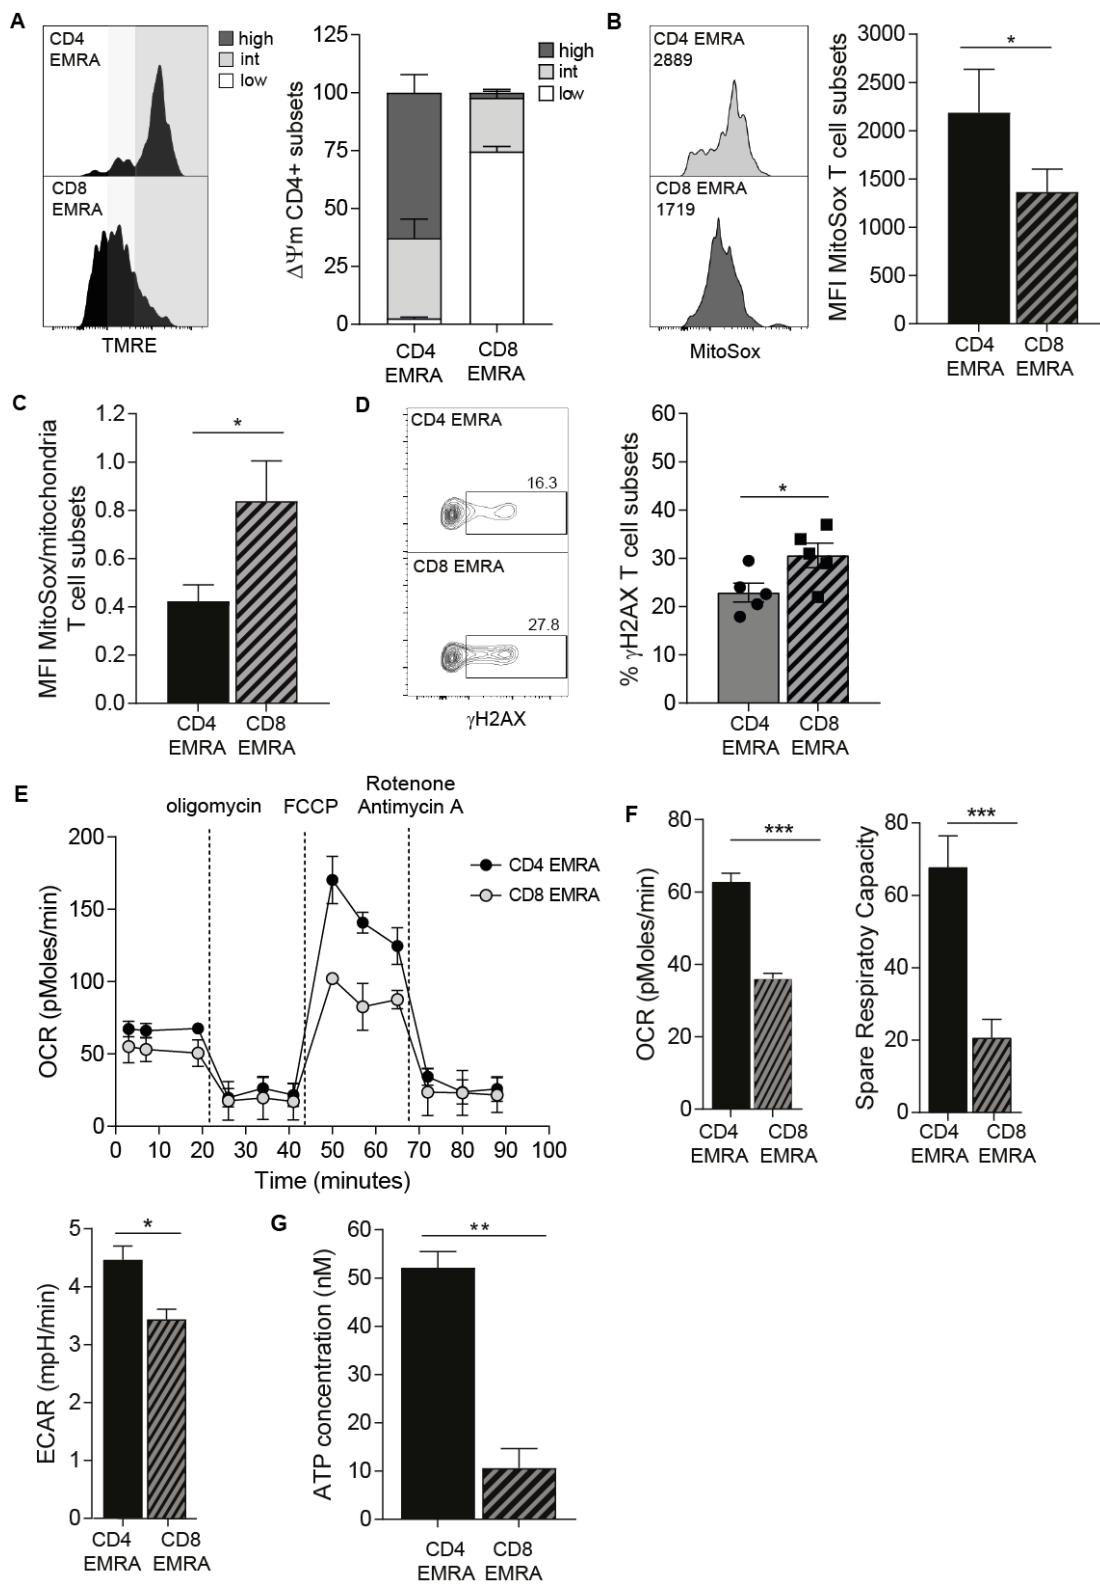 A
CD4
EMRA
CD8
EMRA
TMRE
high
int
low
ΔΨm CD4+ subsets
125
100
75
50
25
0
high
int
low
CD4
EMRA
CD8
EMRA
B
CD4 EMRA
2889
CD8 EMRA
1719
MitoSox
MFI MitoSox T cell subsets
3000
2500
2000
1500
1000
500
0
*
CD4
EMRA
CD8
EMRA
C
MFI MitoSox/mitochondria
T cell subsets
1.2
1.0
0.8
0.6
0.4
0.2
0.0
*
CD4
EMRA
CD8
EMRA
D
CD4 EMRA
16.3
CD8 EMRA
27.8
γH2AX
% γH2AX T cell subsets
60
50
40
30
20
10
0
*
CD4
EMRA
CD8
EMRA
E
oligomycin
FCCP
Rotenone
Antimycin A
OCR (pMoles/min)
200
150
100
50
0
CD4 EMRA
CD8 EMRA
0 10 20 30 40 50 60 70 80 90 100
Time (minutes)
F
OCR (pMoles/min)
80
60
40
20
0
***
CD4
EMRA
CD8
EMRA
Spare Respiratoy Capacity
80
60
40
20
0
***
CD4
EMRA
CD8
EMRA
ECAR (mpH/min)
5
4
3
2
1
0
*
CD4
EMRA
CD8
EMRA
G
ATP concentration (nM)
60
50
40
30
20
10
0
**
CD4
EMRA
CD8
EMRA